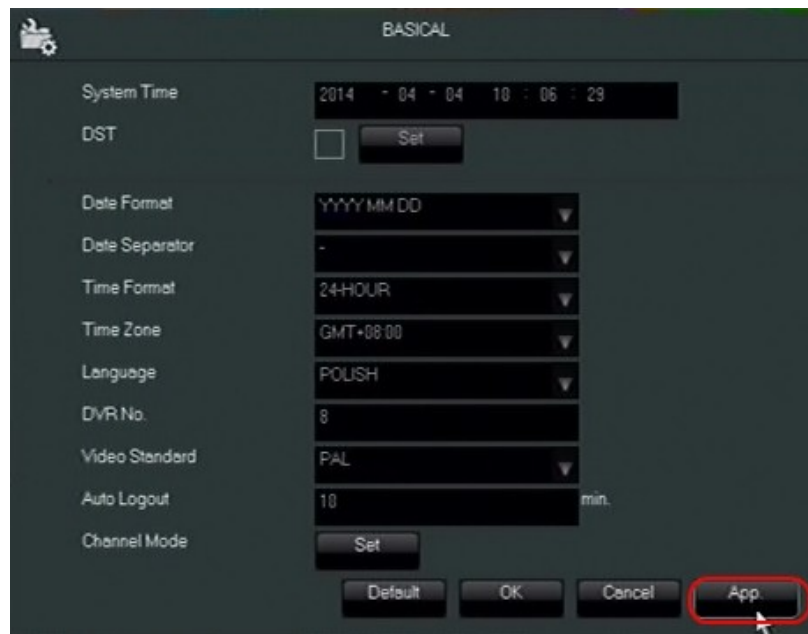 BASICAL
System Time 2014 - 04 - 04 10 : 06 : 29
DST Set
Date Format YYYY MM DD
Date Separator -
Time Format 24-HOUR
Time Zone GMT+08:00
Language POLISH
DVR No. 8
Video Standard PAL
Auto Logout 10 min.
Channel Mode Set
Default OK Cancel App.